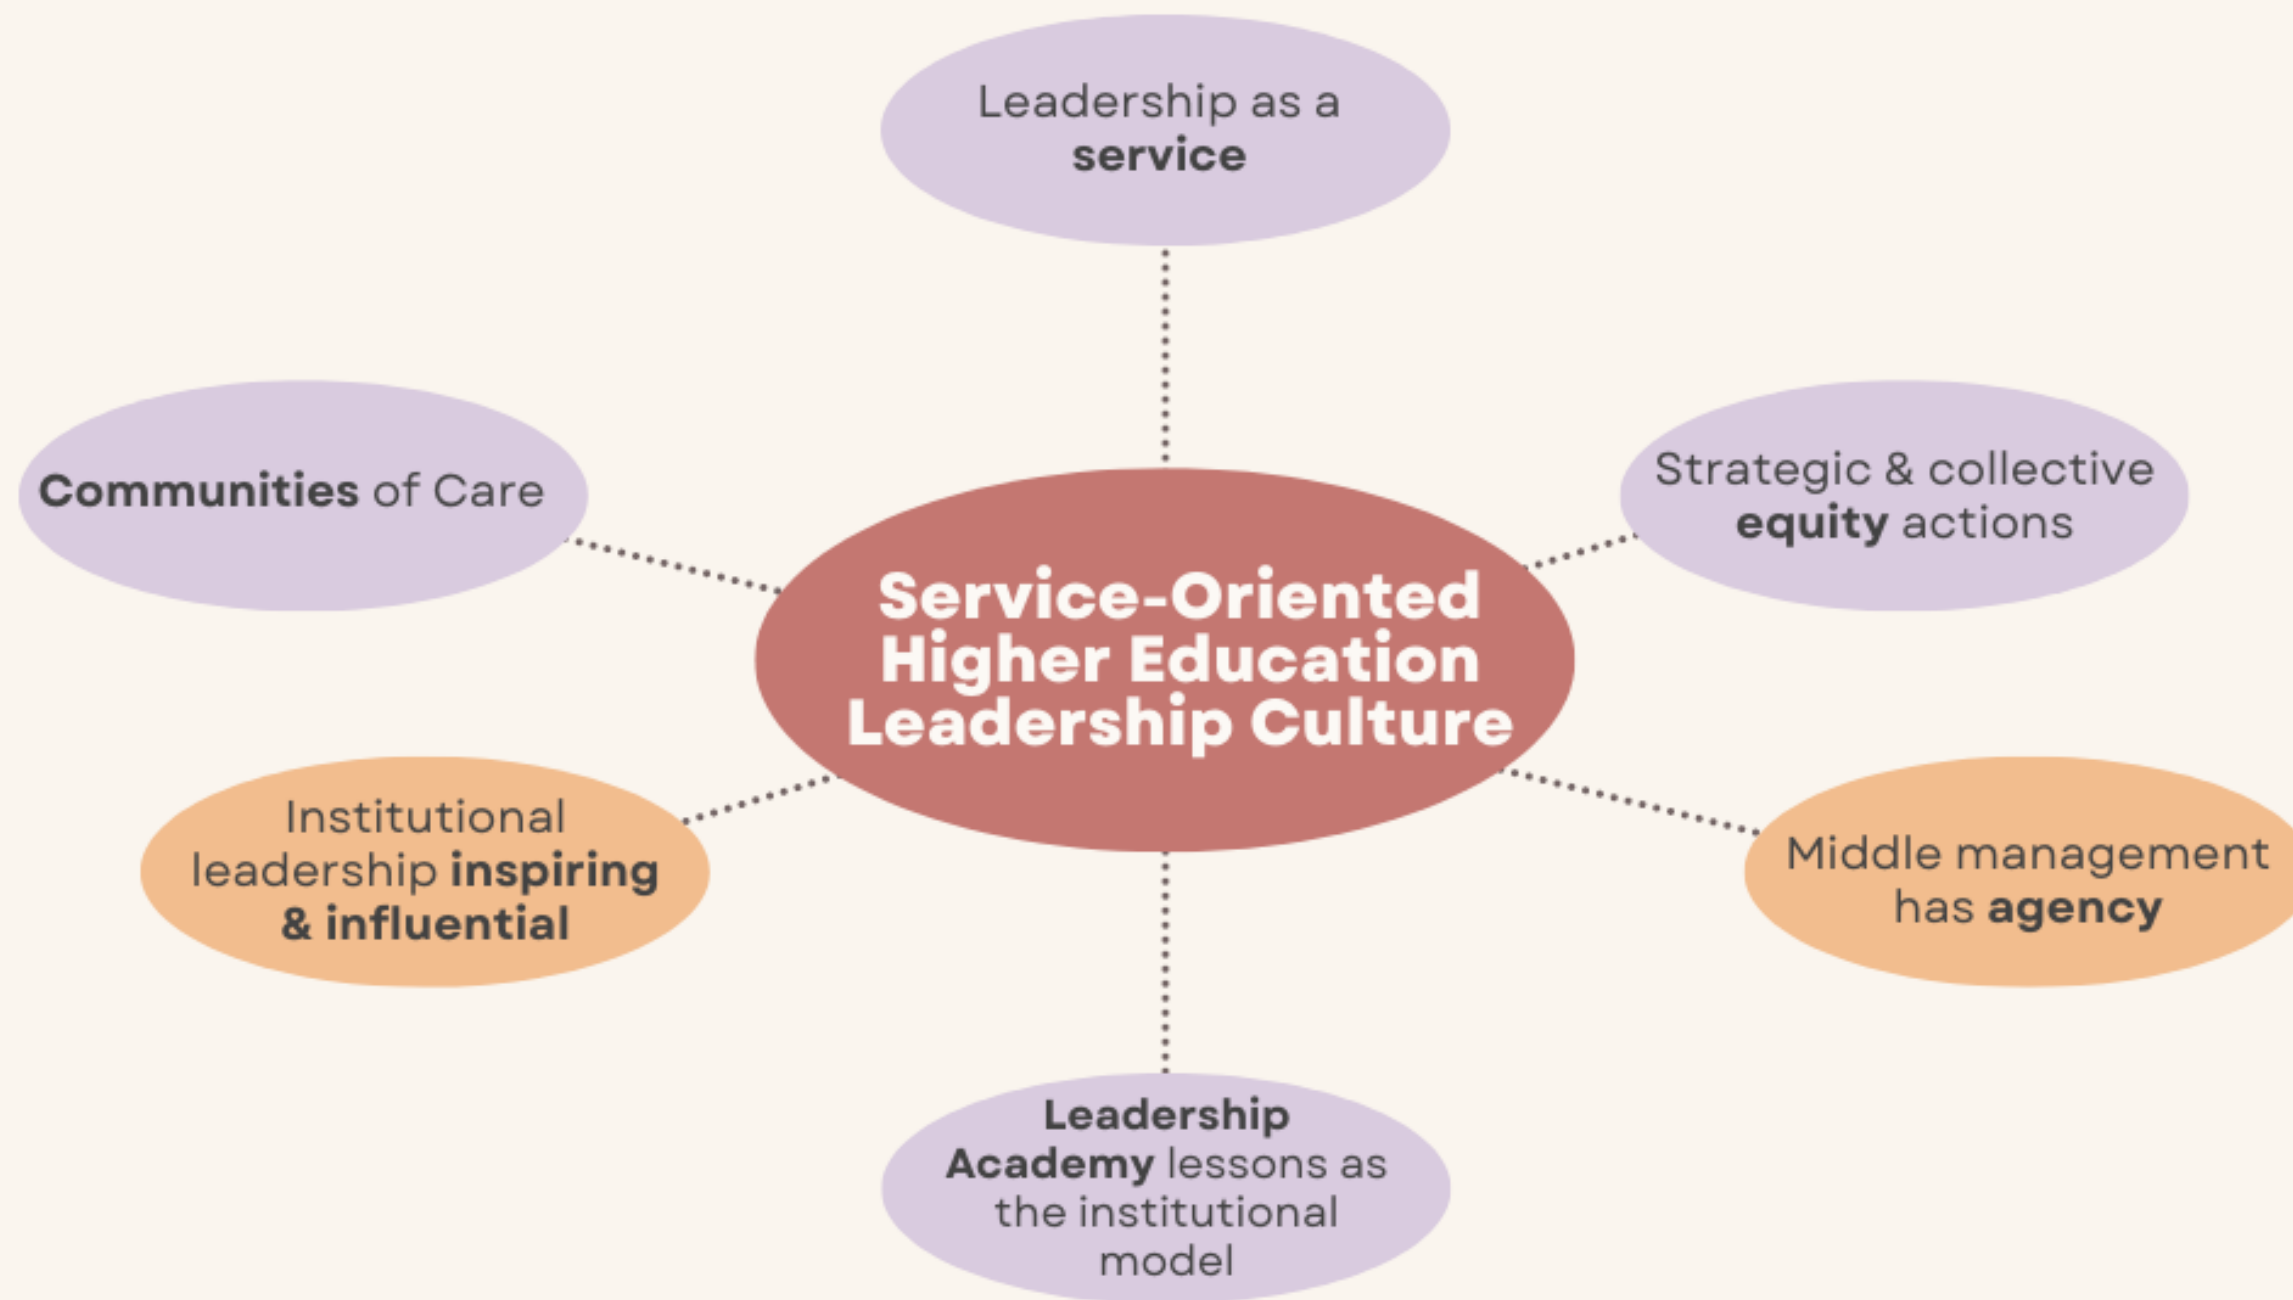 Leadership as a
service
Communities of Care
Strategic & collective
equity actions
Service-Oriented
Higher Education
Leadership Culture
Institutional
leadership inspiring
& influential
Middle management
has agency
Leadership
Academy lessons as
the institutional
model